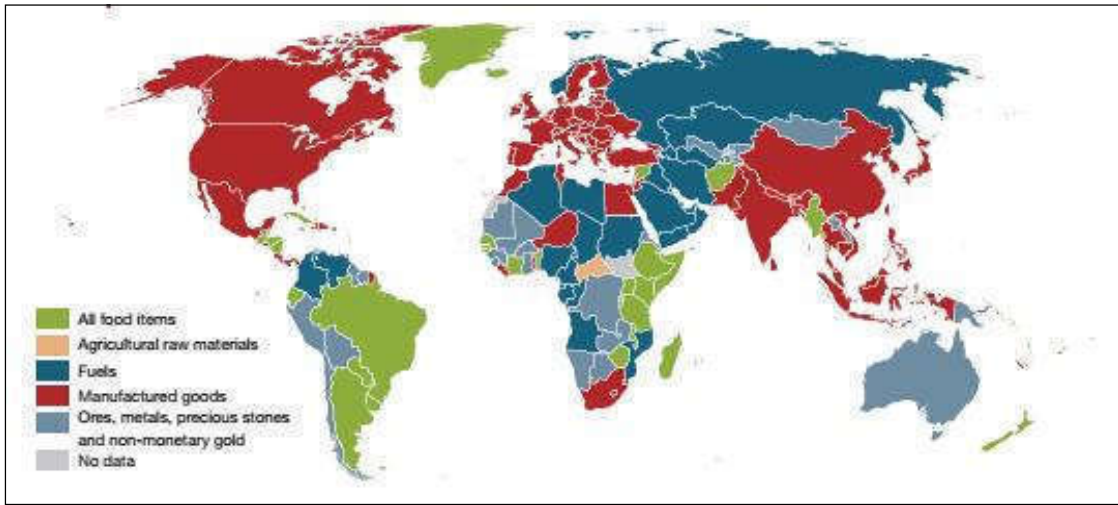 All food items
Agricultural raw materials
Fuels
Manufactured goods
Ores, metals, precious stones
and non-monetary gold
No data